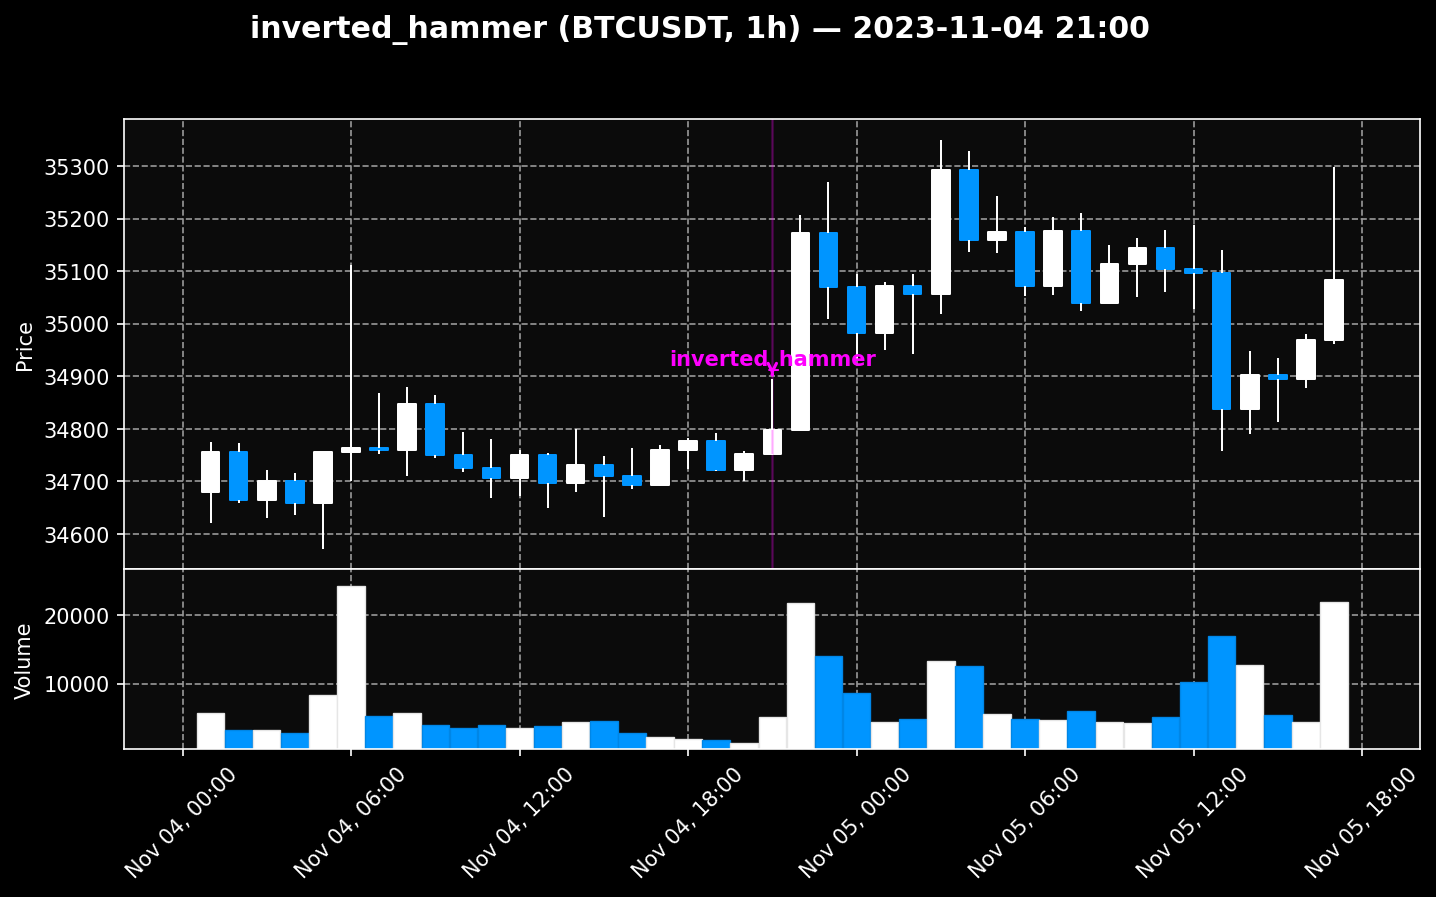 inverted_hammer (BTCUSDT, 1h) — 2023-11-04 21:00
Price
35300
35200
35100
35000
34900
34800
34700
34600
inverted_hammer
Volume
20000
10000
Nov 04, 00:00
Nov 04, 06:00
Nov 04, 12:00
Nov 04, 18:00
Nov 05, 00:00
Nov 05, 06:00
Nov 05, 12:00
Nov 05, 18:00